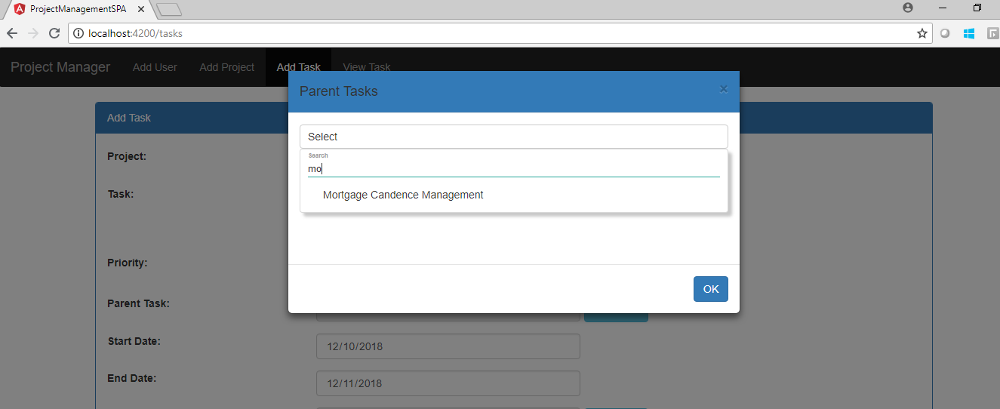 ProjectManagementSPA
localhost:4200/tasks
Project Manager Add User Add Project Add Task View Task
Parent Tasks ×
Add Task
Select
Project:
Search
mo
Task:
Mortgage Candence Management
Priority:
OK
Parent Task:
Start Date: 12/10/2018
End Date: 12/11/2018